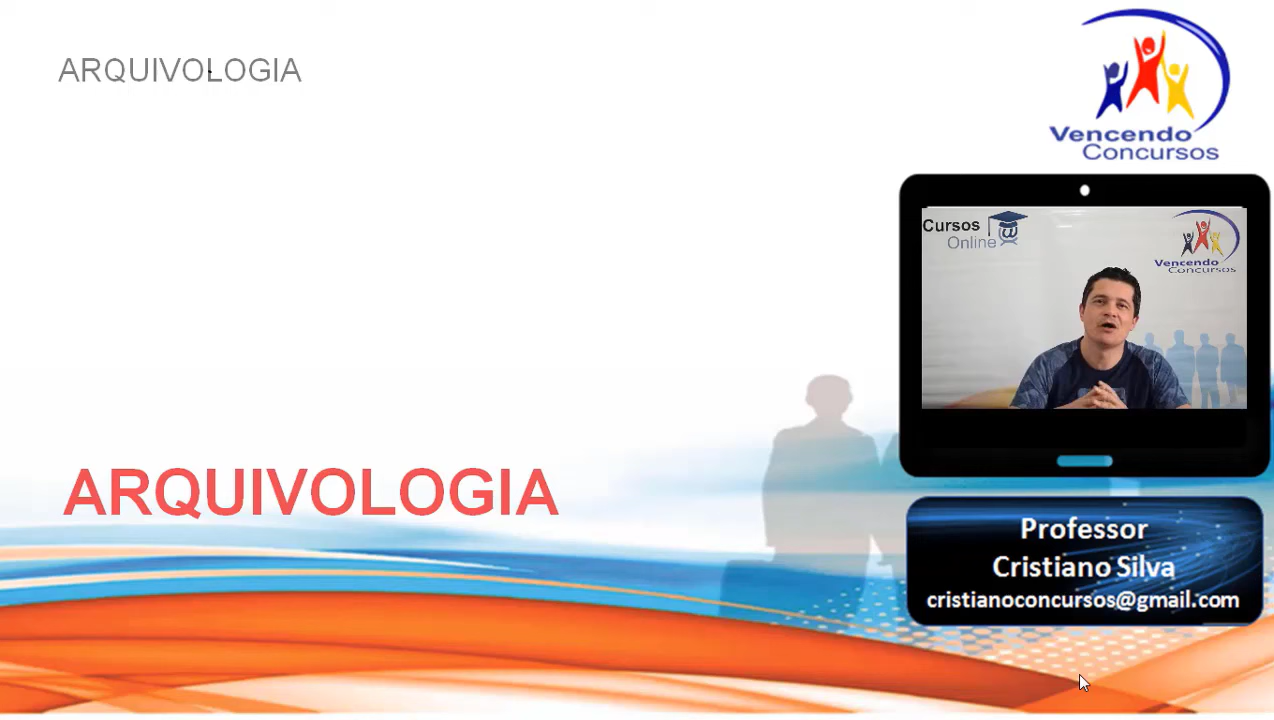 ARQUIVOLOGIA
Vencendo
Concursos
Cursos
Online
Vencendo
Concursos
ARQUIVOLOGIA
Professor
Cristiano Silva
cristianoconcursos@gmail.com